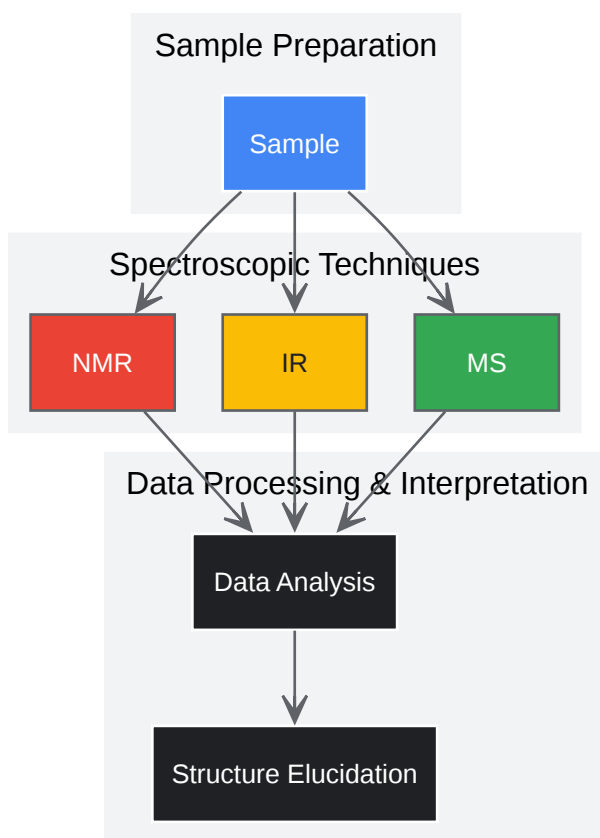 Sample Preparation
Sample
Spectroscopic Techniques
NMR
IR
MS
Data Processing & Interpretation
Data Analysis
Structure Elucidation